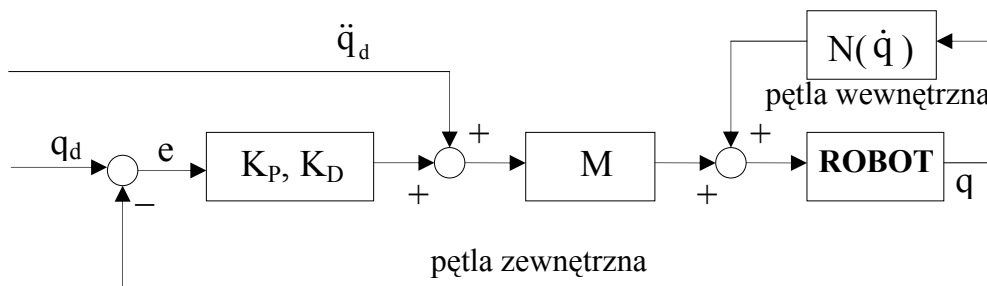 q̈d
N(q̇)
pętla wewnętrzna
+
+
qd
e
KP, KD
M
ROBOT
q
−
+
+
pętla zewnętrzna